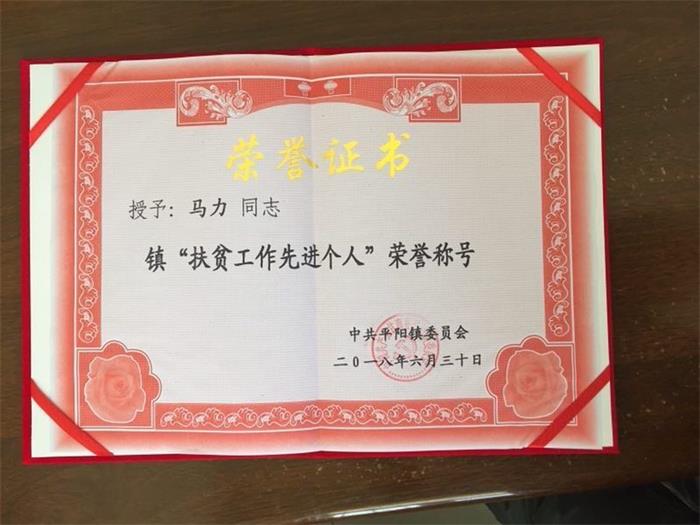 荣誉证书
授予：马力 同志
镇“扶贫工作先进个人”荣誉称号
中共平阳镇委员会
二0一八年六月三十日